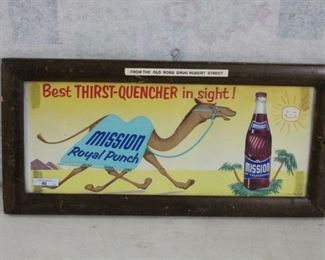 FROM THE OLD ROSS DRUG ROBERT STREET
Best THIRST-QUENCHER in sight!
MISSION
Royal Punch
MISSION